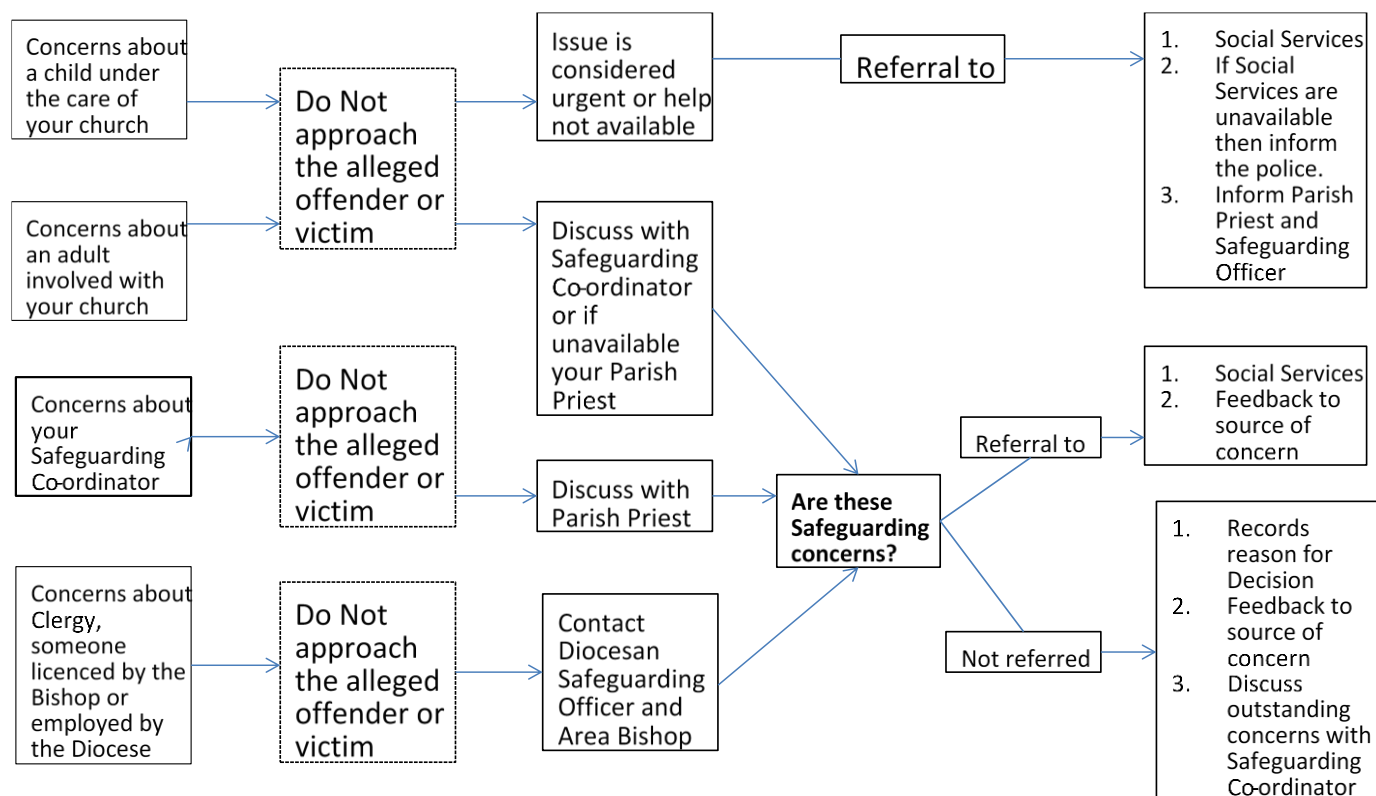 Concerns about
a child under
the care of
your church
Do Not
approach
the alleged
offender or
victim
Issue is
considered
urgent or help
not available
Referral to
1. Social Services
2. If Social
Services are
unavailable
then inform
the police.
3. Inform Parish
Priest and
Safeguarding
Officer
Concerns about
an adult
involved with
your church
Discuss with
Safeguarding
Co-ordinator
or if
unavailable
your Parish
Priest
Concerns about
your
Safeguarding
Co-ordinator
Do Not
approach
the alleged
offender or
victim
Discuss with
Parish Priest
Are these
Safeguarding
concerns?
Referral to
1. Social Services
2. Feedback to
source of
concern
Concerns about
Clergy,
someone
licenced by the
Bishop or
employed by
the Diocese
Do Not
approach
the alleged
offender or
victim
Contact
Diocesan
Safeguarding
Officer and
Area Bishop
Not referred
1. Records
reason for
Decision
2. Feedback to
source of
concern
3. Discuss
outstanding
concerns with
Safeguarding
Co-ordinator